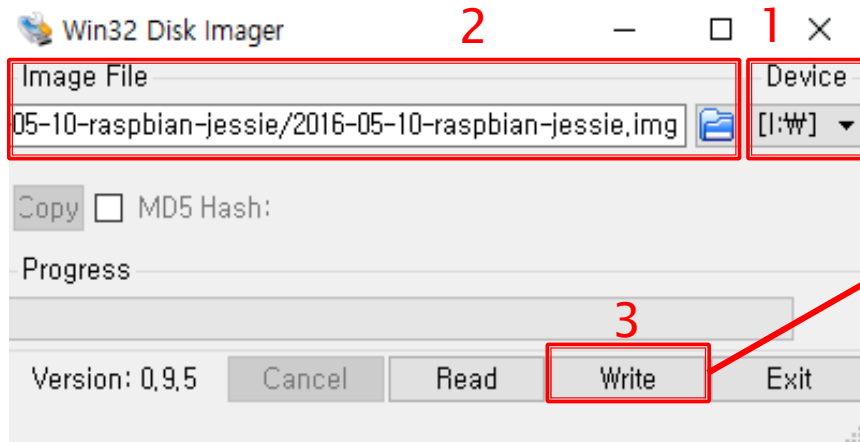 Win32 Disk Imager
2
1
Image File
Device
05-10-raspbian-jessie/2016-05-10-raspbian-jessie.img
[I:₩]
Copy
MD5 Hash:
Progress
3
Version: 0,9,5
Cancel
Read
Write
Exit